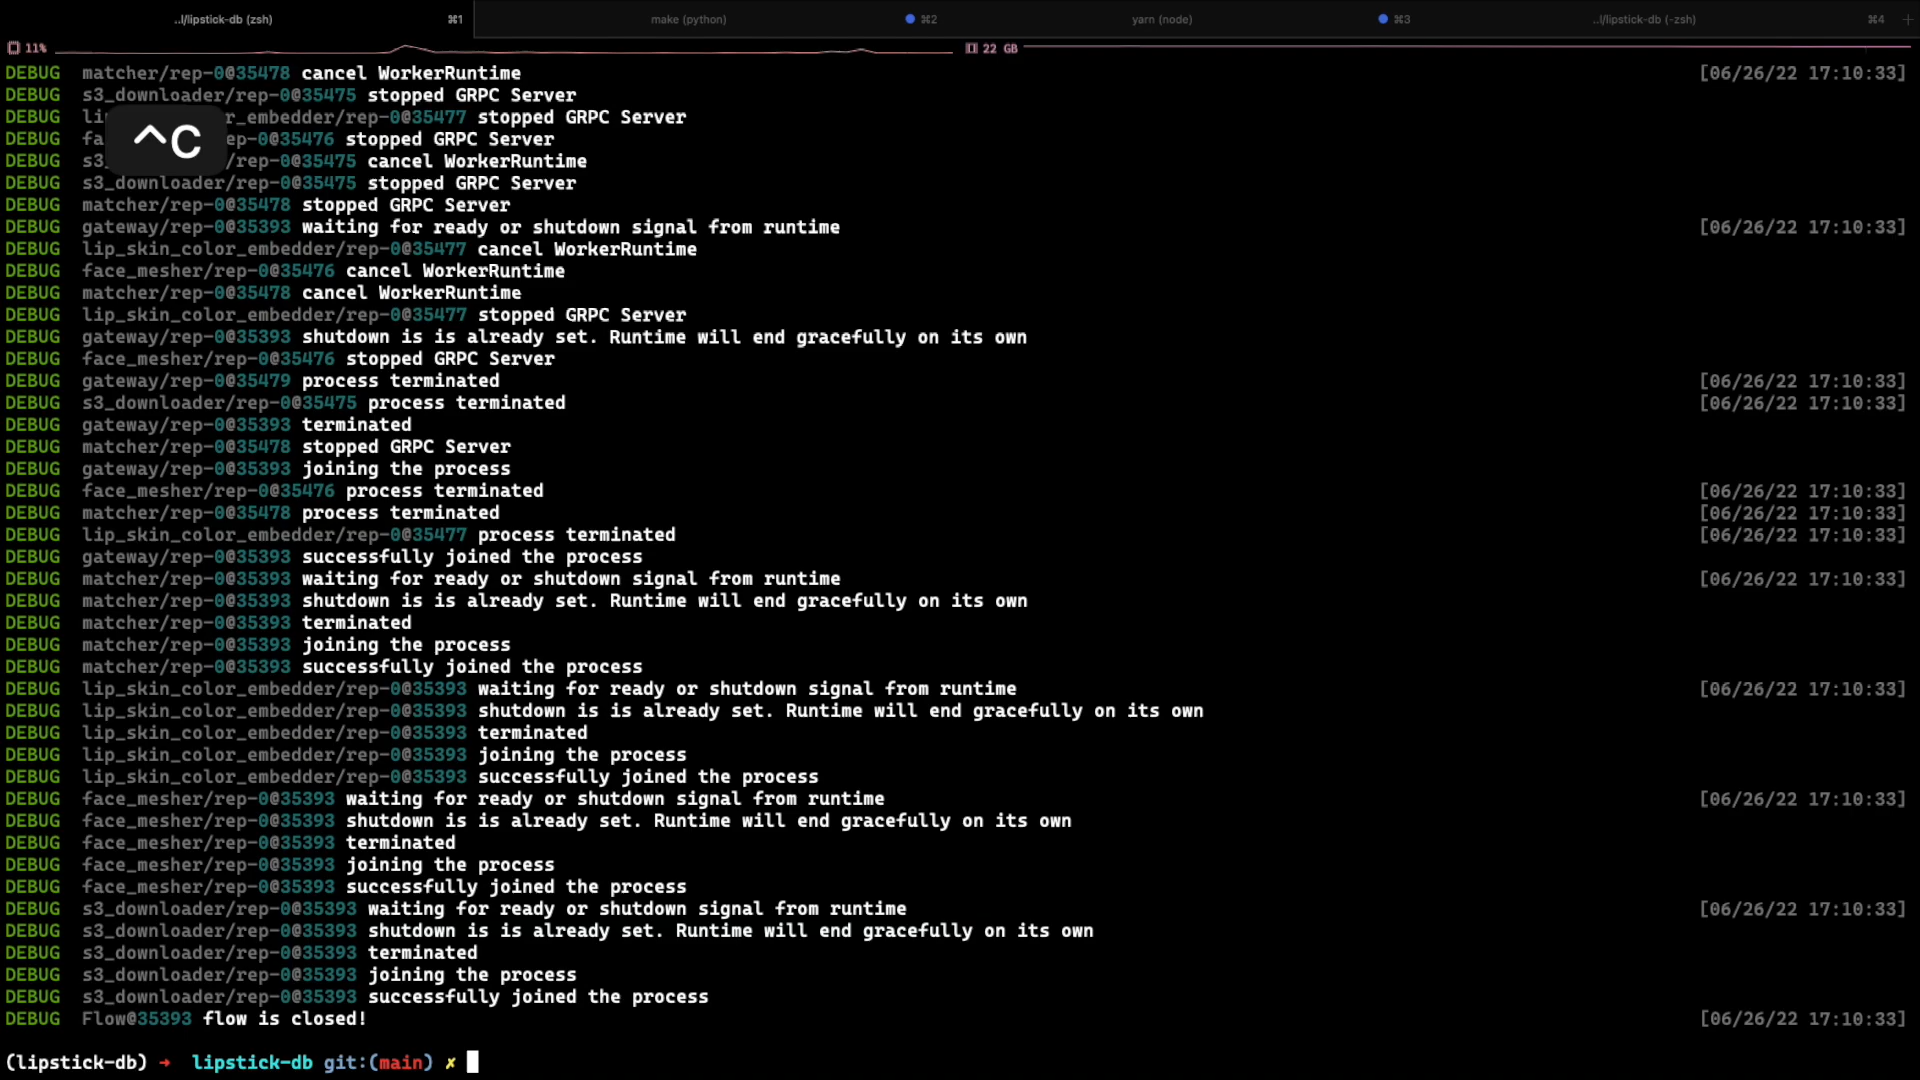 ../lipstick-db (zsh) ⌘1 make (python) ⌘2 yarn (node) ⌘3 ../lipstick-db (-zsh) ⌘4 +
11% 22 GB
DEBUG matcher/rep-0@35478 cancel WorkerRuntime [06/26/22 17:10:33]
DEBUG s3_downloader/rep-0@35475 stopped GRPC Server
DEBUG li r_embedder/rep-0@35477 stopped GRPC Server
DEBUG fa ep-0@35476 stopped GRPC Server
^C
DEBUG s3_ /rep-0@35475 cancel WorkerRuntime
DEBUG s3_downloader/rep-0@35475 stopped GRPC Server
DEBUG matcher/rep-0@35478 stopped GRPC Server
DEBUG gateway/rep-0@35393 waiting for ready or shutdown signal from runtime [06/26/22 17:10:33]
DEBUG lip_skin_color_embedder/rep-0@35477 cancel WorkerRuntime
DEBUG face_mesher/rep-0@35476 cancel WorkerRuntime
DEBUG matcher/rep-0@35478 cancel WorkerRuntime
DEBUG lip_skin_color_embedder/rep-0@35477 stopped GRPC Server
DEBUG gateway/rep-0@35393 shutdown is is already set. Runtime will end gracefully on its own
DEBUG face_mesher/rep-0@35476 stopped GRPC Server
DEBUG gateway/rep-0@35479 process terminated [06/26/22 17:10:33]
DEBUG s3_downloader/rep-0@35475 process terminated [06/26/22 17:10:33]
DEBUG gateway/rep-0@35393 terminated
DEBUG matcher/rep-0@35478 stopped GRPC Server
DEBUG gateway/rep-0@35393 joining the process
DEBUG face_mesher/rep-0@35476 process terminated [06/26/22 17:10:33]
DEBUG matcher/rep-0@35478 process terminated [06/26/22 17:10:33]
DEBUG lip_skin_color_embedder/rep-0@35477 process terminated [06/26/22 17:10:33]
DEBUG gateway/rep-0@35393 successfully joined the process
DEBUG matcher/rep-0@35393 waiting for ready or shutdown signal from runtime [06/26/22 17:10:33]
DEBUG matcher/rep-0@35393 shutdown is is already set. Runtime will end gracefully on its own
DEBUG matcher/rep-0@35393 terminated
DEBUG matcher/rep-0@35393 joining the process
DEBUG matcher/rep-0@35393 successfully joined the process
DEBUG lip_skin_color_embedder/rep-0@35393 waiting for ready or shutdown signal from runtime [06/26/22 17:10:33]
DEBUG lip_skin_color_embedder/rep-0@35393 shutdown is is already set. Runtime will end gracefully on its own
DEBUG lip_skin_color_embedder/rep-0@35393 terminated
DEBUG lip_skin_color_embedder/rep-0@35393 joining the process
DEBUG lip_skin_color_embedder/rep-0@35393 successfully joined the process
DEBUG face_mesher/rep-0@35393 waiting for ready or shutdown signal from runtime [06/26/22 17:10:33]
DEBUG face_mesher/rep-0@35393 shutdown is is already set. Runtime will end gracefully on its own
DEBUG face_mesher/rep-0@35393 terminated
DEBUG face_mesher/rep-0@35393 joining the process
DEBUG face_mesher/rep-0@35393 successfully joined the process
DEBUG s3_downloader/rep-0@35393 waiting for ready or shutdown signal from runtime [06/26/22 17:10:33]
DEBUG s3_downloader/rep-0@35393 shutdown is is already set. Runtime will end gracefully on its own
DEBUG s3_downloader/rep-0@35393 terminated
DEBUG s3_downloader/rep-0@35393 joining the process
DEBUG s3_downloader/rep-0@35393 successfully joined the process
DEBUG Flow@35393 flow is closed! [06/26/22 17:10:33]
(lipstick-db) → lipstick-db git:(main) ✗